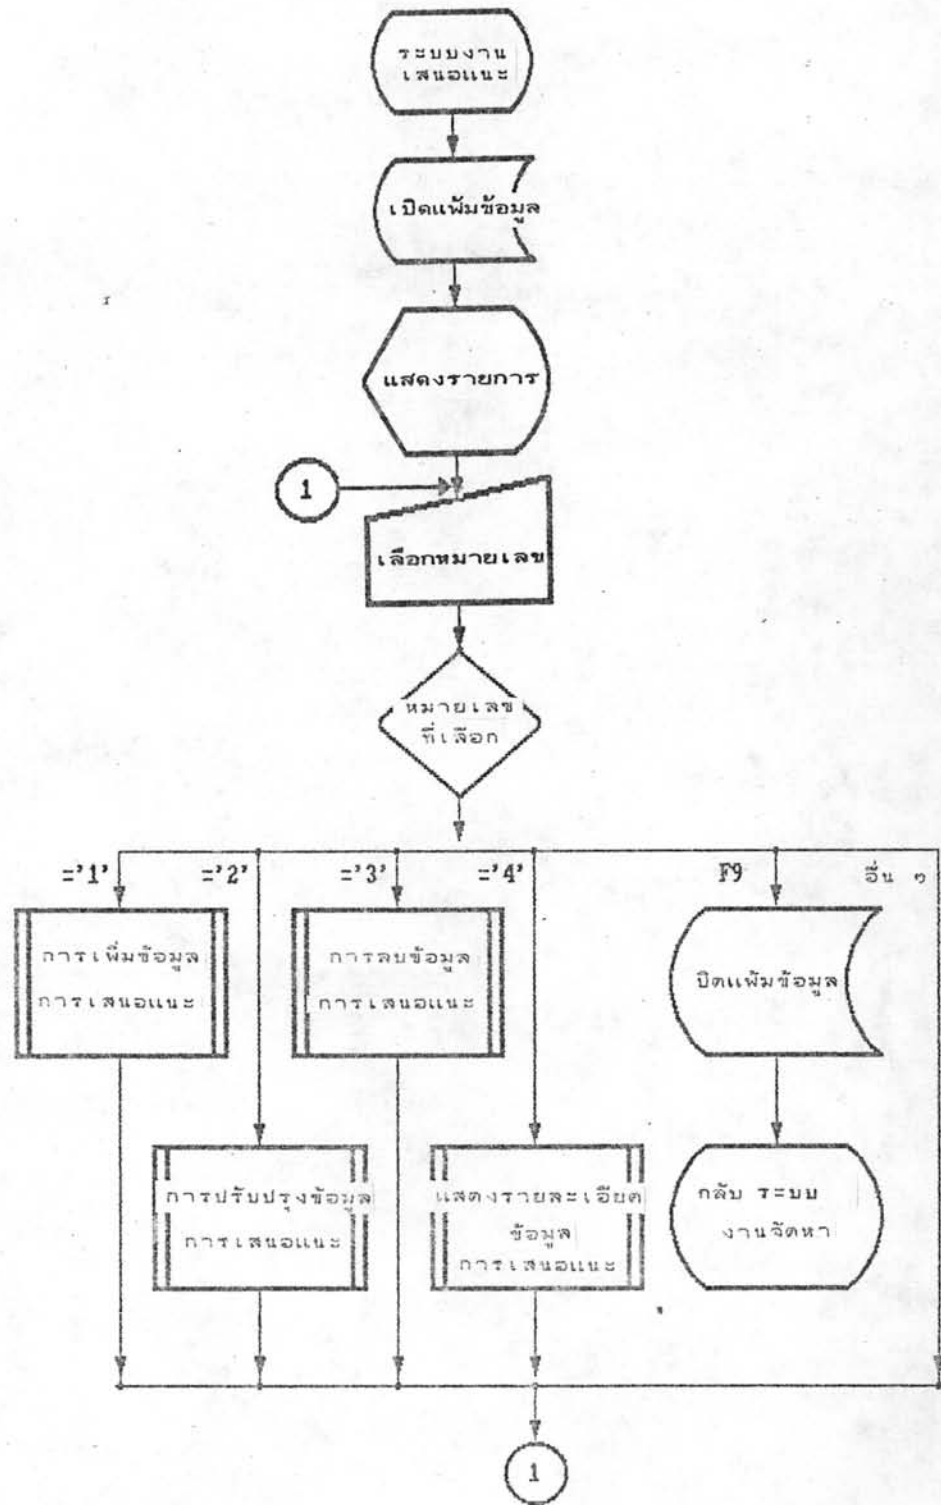 ระบบงาน
เสนอแนะ
เปิดแฟ้มข้อมูล
แสดงรายการ
1
เลือกหมายเลข
หมายเลข
ที่เลือก
='1'
='2'
='3'
='4'
F9
อื่น ๆ
การเพิ่มข้อมูล
การเสนอแนะ
การลบข้อมูล
การเสนอแนะ
ปิดแฟ้มข้อมูล
การปรับปรุงข้อมูล
การเสนอแนะ
แสดงรายละเอียด
ข้อมูล
การเสนอแนะ
กลับ ระบบ
งานจัดหา
1